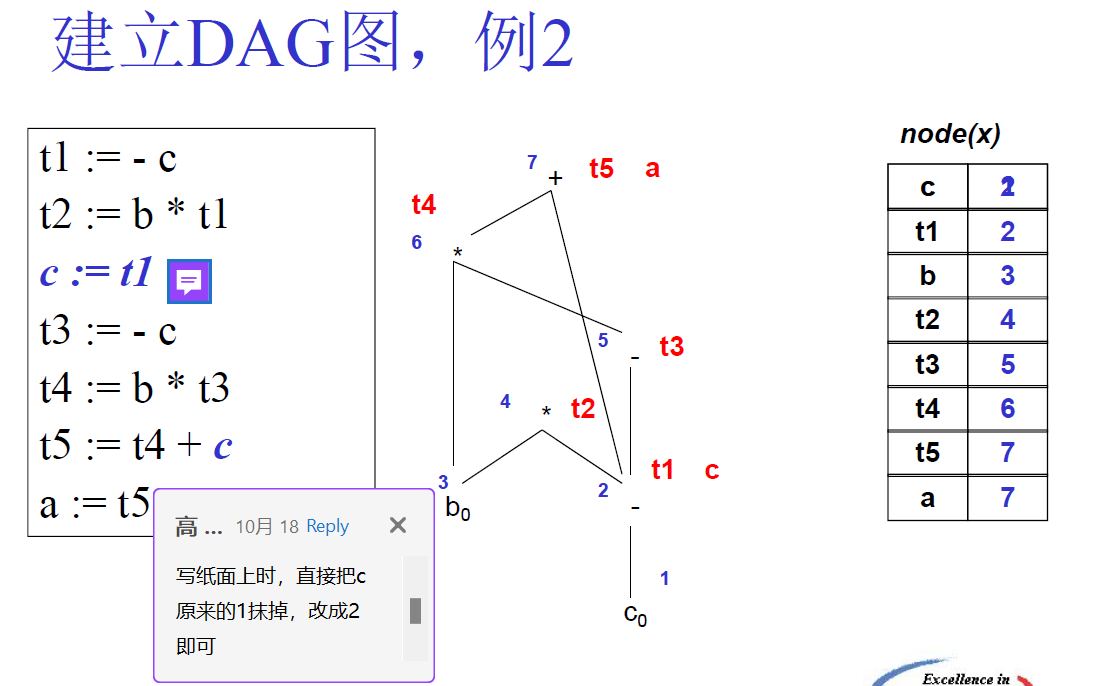 建立DAG图，例2
t1 := - c
t2 := b * t1
c := t1
t3 := - c
t4 := b * t3
t5 := t4 + c
a := t5
高 ... 10月 18 Reply
写纸面上时，直接把c
原来的1抹掉，改成2
即可
7 + t5 a
t4
6 *
5 - t3
4 * t2
t1 c
3 2
b0 -
1
c0
node(x)
c
t1 2
b 3
t2 4
t3 5
t4 6
t5 7
a 7
Excellence in